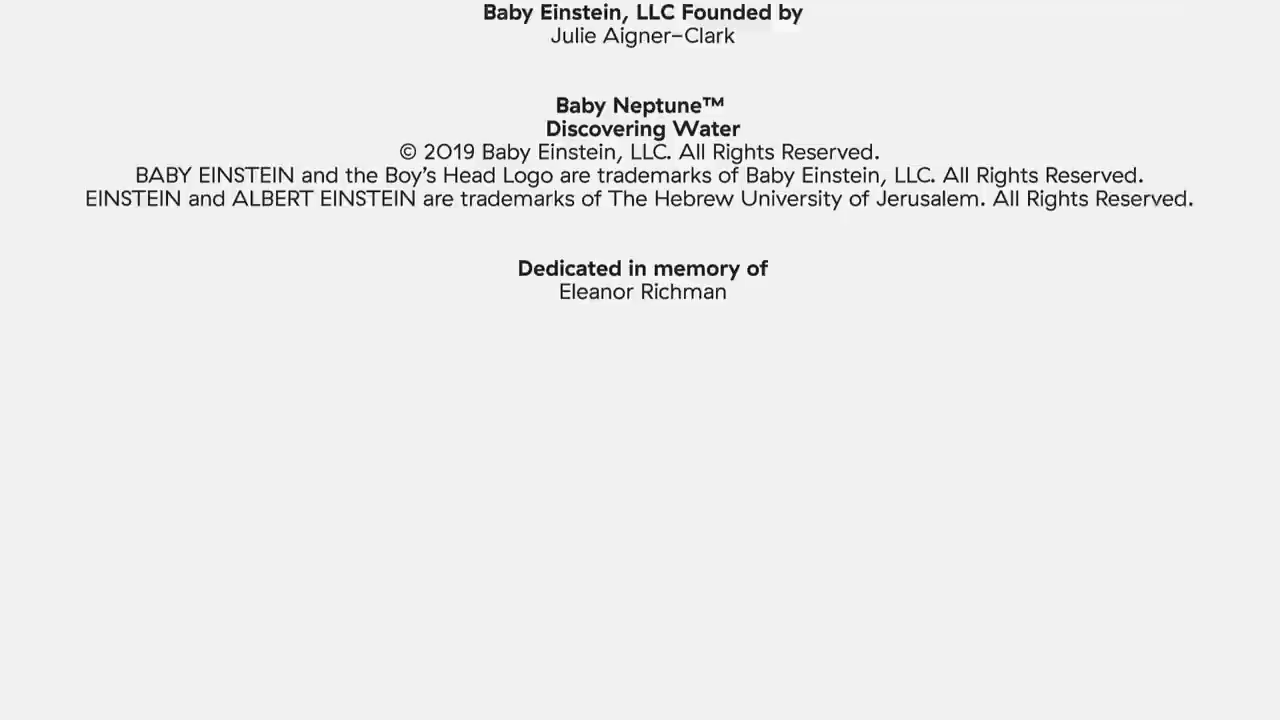 Baby Einstein, LLC Founded by
Julie Aigner-Clark
Baby Neptune™
Discovering Water
© 2019 Baby Einstein, LLC. All Rights Reserved.
BABY EINSTEIN and the Boy's Head Logo are trademarks of Baby Einstein, LLC. All Rights Reserved.
EINSTEIN and ALBERT EINSTEIN are trademarks of The Hebrew University of Jerusalem. All Rights Reserved.
Dedicated in memory of
Eleanor Richman